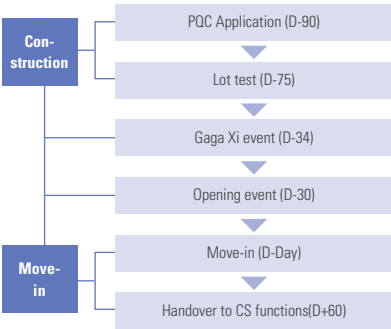 Con-
struction
PQC Application (D-90)
Lot test (D-75)
Gaga Xi event (D-34)
Opening event (D-30)
Move-
in
Move-in (D-Day)
Handover to CS functions(D+60)